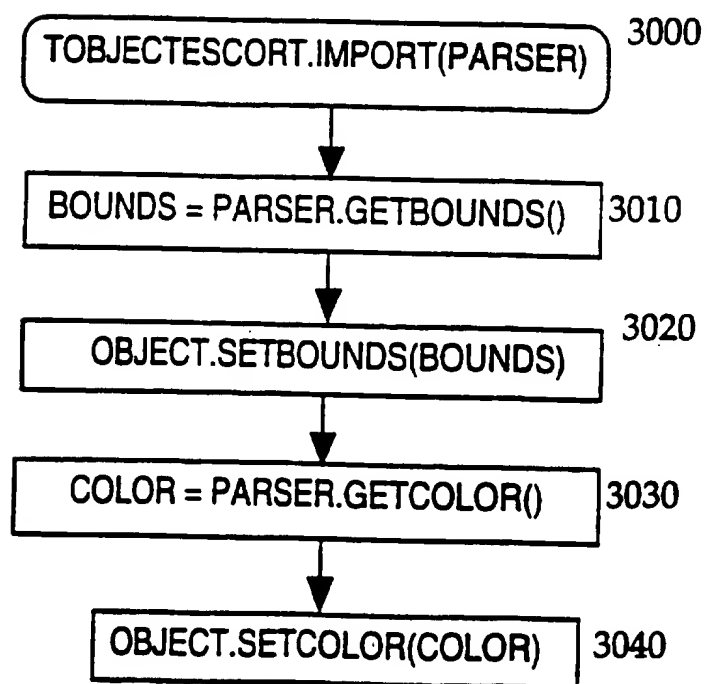 TOBJECTESCORT.IMPORT(PARSER) 3000
BOUNDS = PARSER.GETBOUNDS() 3010
OBJECT.SETBOUNDS(BOUNDS) 3020
COLOR = PARSER.GETCOLOR() 3030
OBJECT.SETCOLOR(COLOR) 3040